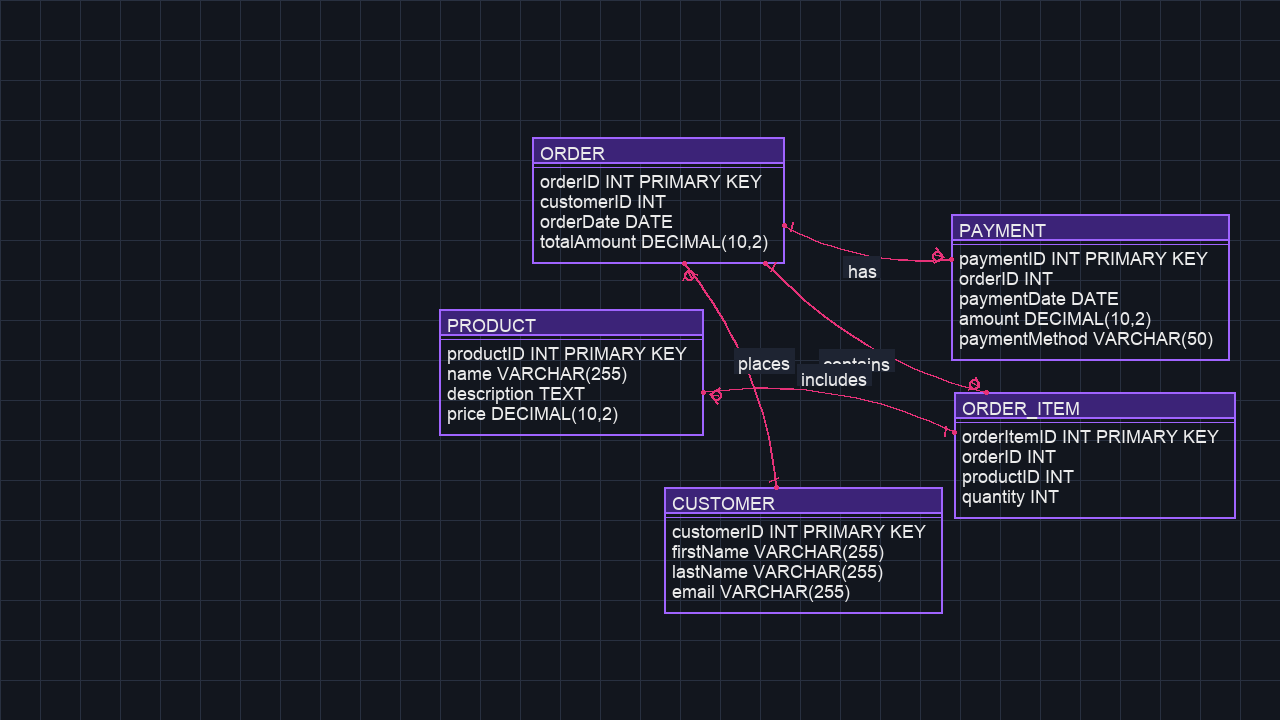 ORDER
orderID INT PRIMARY KEY
customerID INT
orderDate DATE
totalAmount DECIMAL(10,2)
PAYMENT
paymentID INT PRIMARY KEY
orderID INT
paymentDate DATE
amount DECIMAL(10,2)
paymentMethod VARCHAR(50)
has
PRODUCT
productID INT PRIMARY KEY
name VARCHAR(255)
description TEXT
price DECIMAL(10,2)
places
contains
includes
ORDER_ITEM
orderItemID INT PRIMARY KEY
orderID INT
productID INT
quantity INT
CUSTOMER
customerID INT PRIMARY KEY
firstName VARCHAR(255)
lastName VARCHAR(255)
email VARCHAR(255)